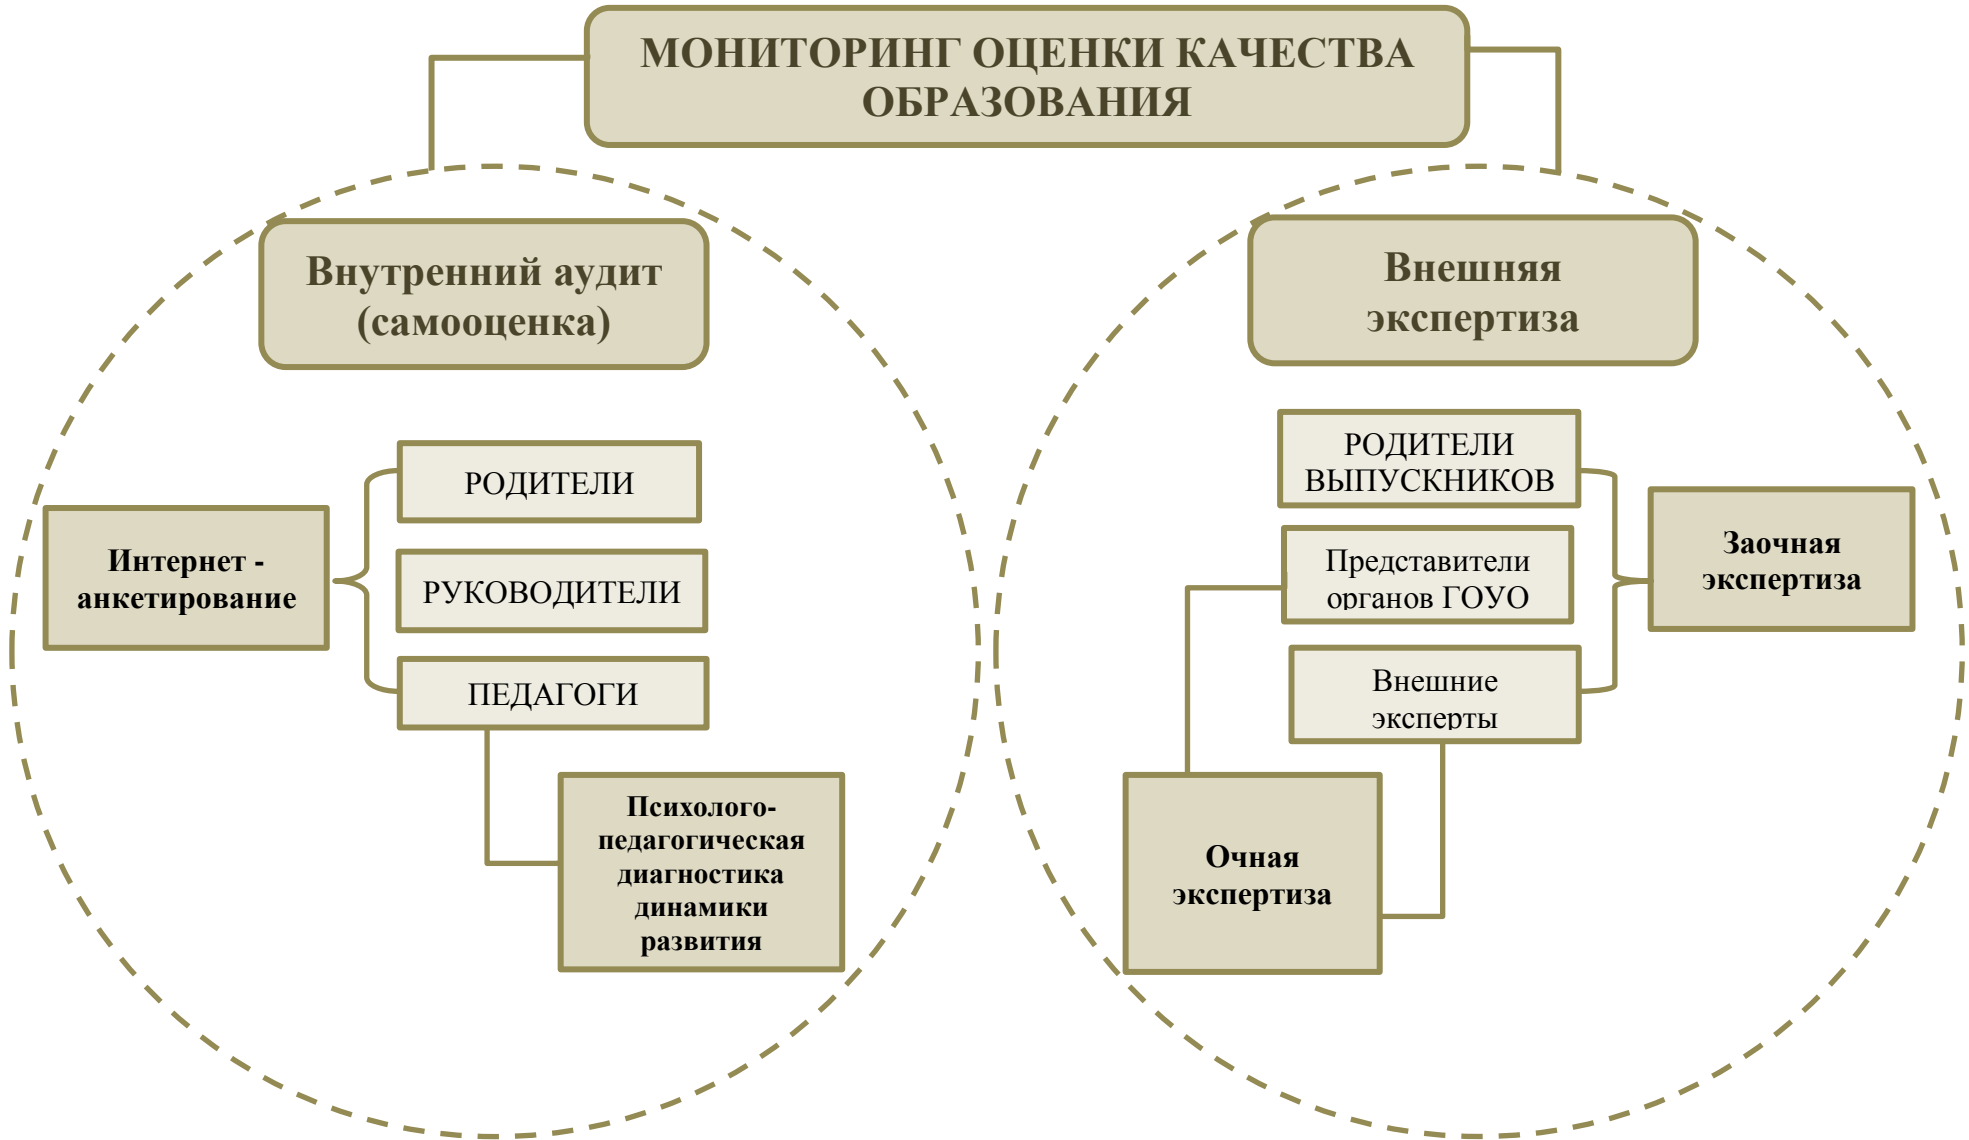 МОНИТОРИНГ ОЦЕНКИ КАЧЕСТВА
ОБРАЗОВАНИЯ
Внутренний аудит
(самооценка)
Интернет -
анкетирование
РОДИТЕЛИ
РУКОВОДИТЕЛИ
ПЕДАГОГИ
Психолого-
педагогическая
диагностика
динамики
развития
Внешняя
экспертиза
РОДИТЕЛИ
ВЫПУСКНИКОВ
Представители
органов ГОУО
Внешние
эксперты
Заочная
экспертиза
Очная
экспертиза